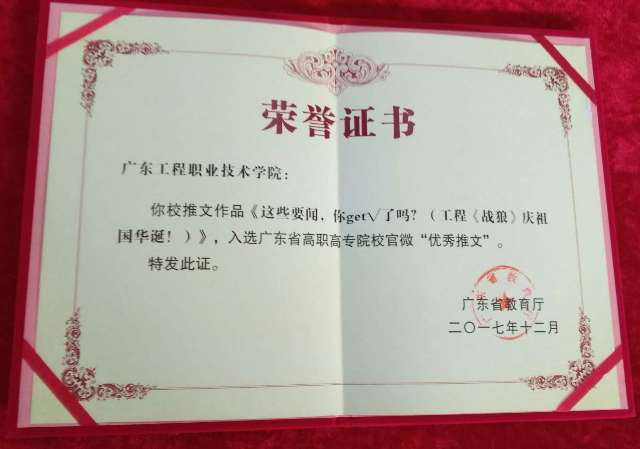 荣誉证书
广东工程职业技术学院：
你校推文作品《这些要闻，你get√了吗？（工程《战狼》庆祖
国华诞！）》，入选广东省高职高专院校官微“优秀推文”。
特发此证。
广东省教育厅
二〇一七年十二月